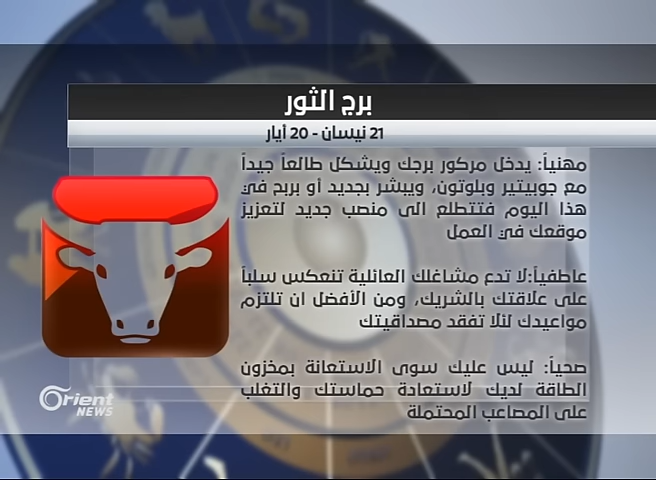 برج الثور
21 نيسان - 20 أيار
مهنياً: يدخل مركور برجك ويشكل طالعاً جيداً
مع جوبيتير وبلوتون، ويبشر بجديد أو بربح في
هذا اليوم فتتطلع الى منصب جديد لتعزيز
موقعك في العمل
عاطفياً:لا تدع مشاغلك العائلية تنعكس سلباً
على علاقتك بالشريك، ومن الأفضل ان تلتزم
مواعيدك لئلا تفقد مصداقيتك
صحياً: ليس عليك سوى الاستعانة بمخزون
الطاقة لديك لاستعادة حماستك والتغلب
على المصاعب المحتملة
Orient
NEWS